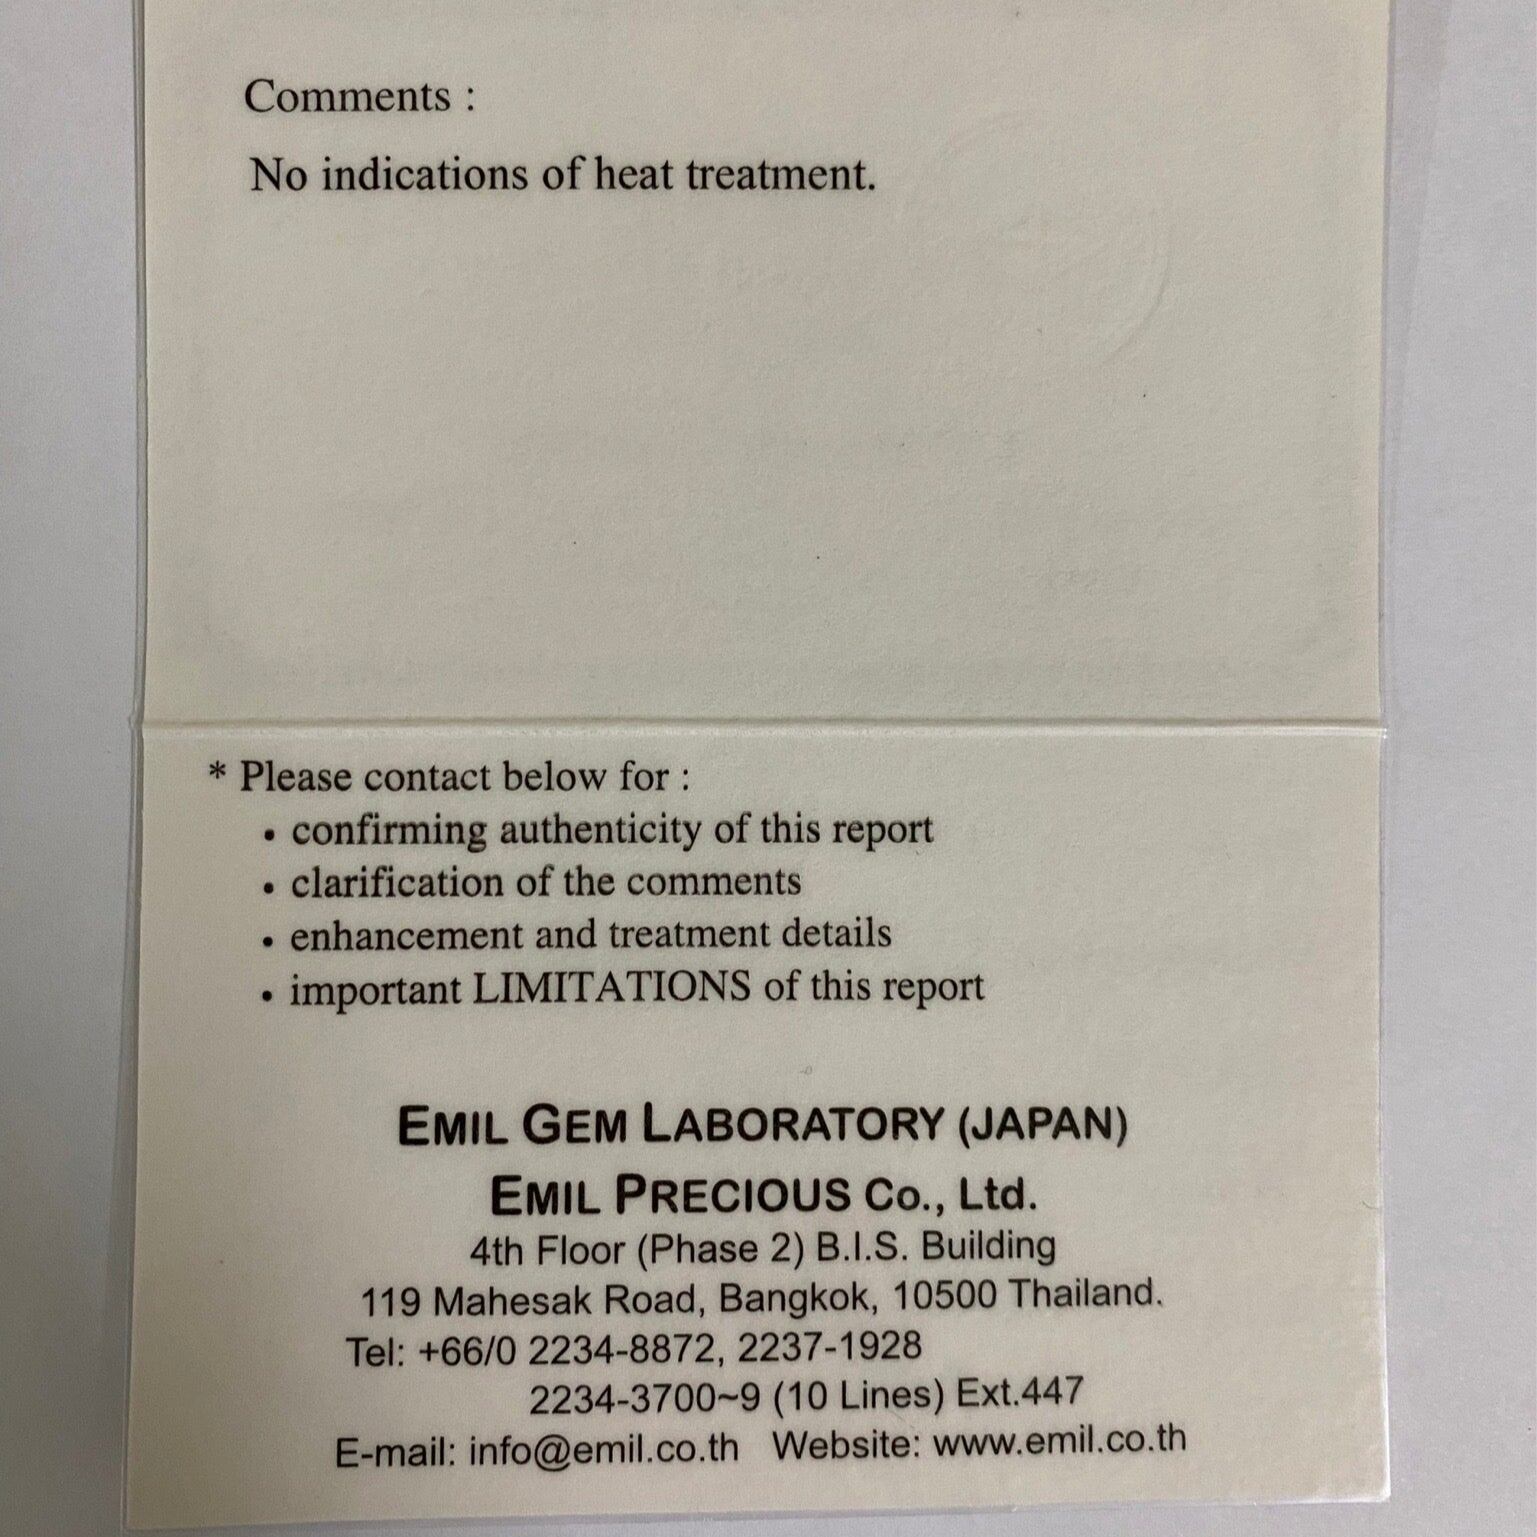 Comments :
No indications of heat treatment.
* Please contact below for :
• confirming authenticity of this report
• clarification of the comments
• enhancement and treatment details
• important LIMITATIONS of this report
EMIL GEM LABORATORY (JAPAN)
EMIL PRECIOUS Co., Ltd.
4th Floor (Phase 2) B.I.S. Building
119 Mahesak Road, Bangkok, 10500 Thailand.
Tel: +66/0 2234-8872, 2237-1928
2234-3700~9 (10 Lines) Ext.447
E-mail: info@emil.co.th Website: www.emil.co.th